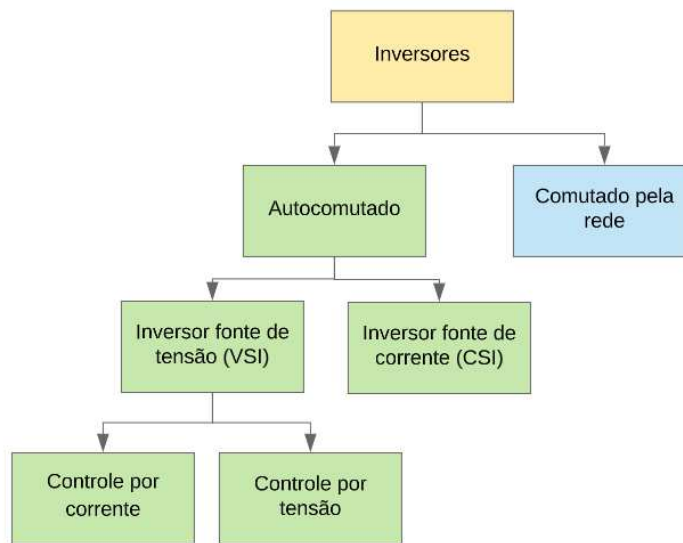 Inversores
Autocomutado
Comutado pela
rede
Inversor fonte de
tensão (VSI)
Inversor fonte de
corrente (CSI)
Controle por
corrente
Controle por
tensão